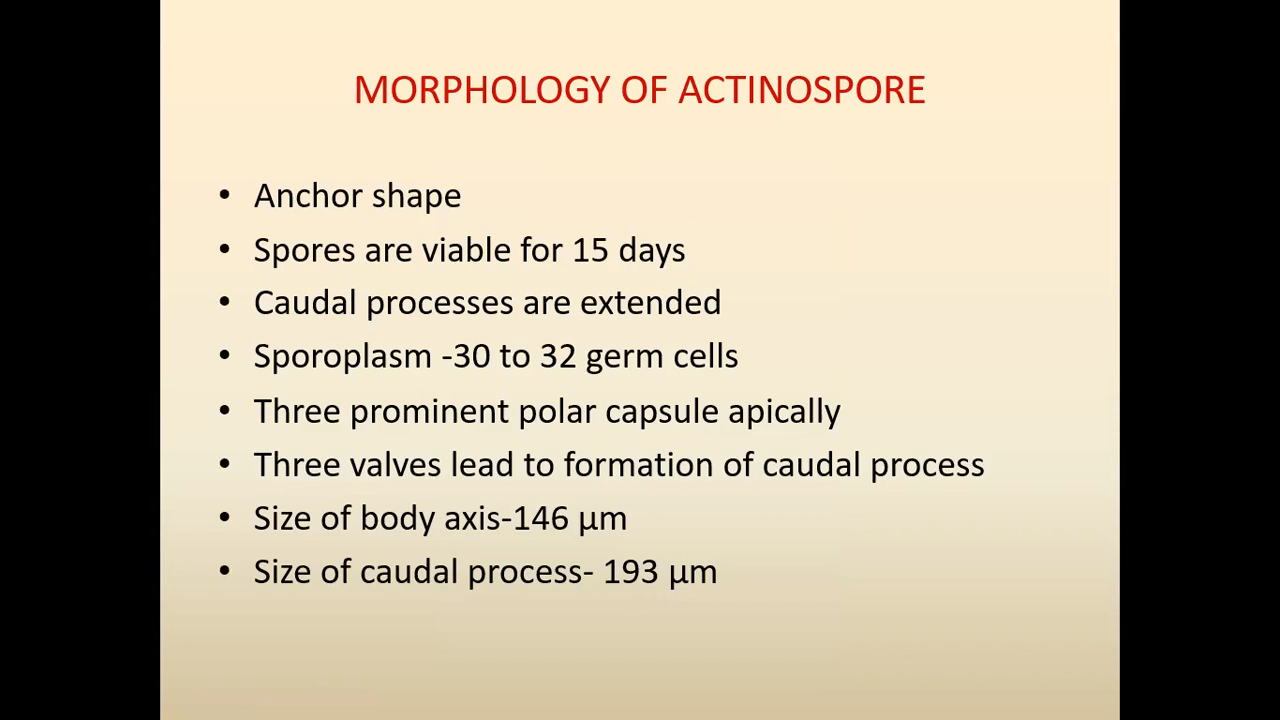 MORPHOLOGY OF ACTINOSPORE
• Anchor shape
• Spores are viable for 15 days
• Caudal processes are extended
• Sporoplasm -30 to 32 germ cells
• Three prominent polar capsule apically
• Three valves lead to formation of caudal process
• Size of body axis-146 µm
• Size of caudal process- 193 µm